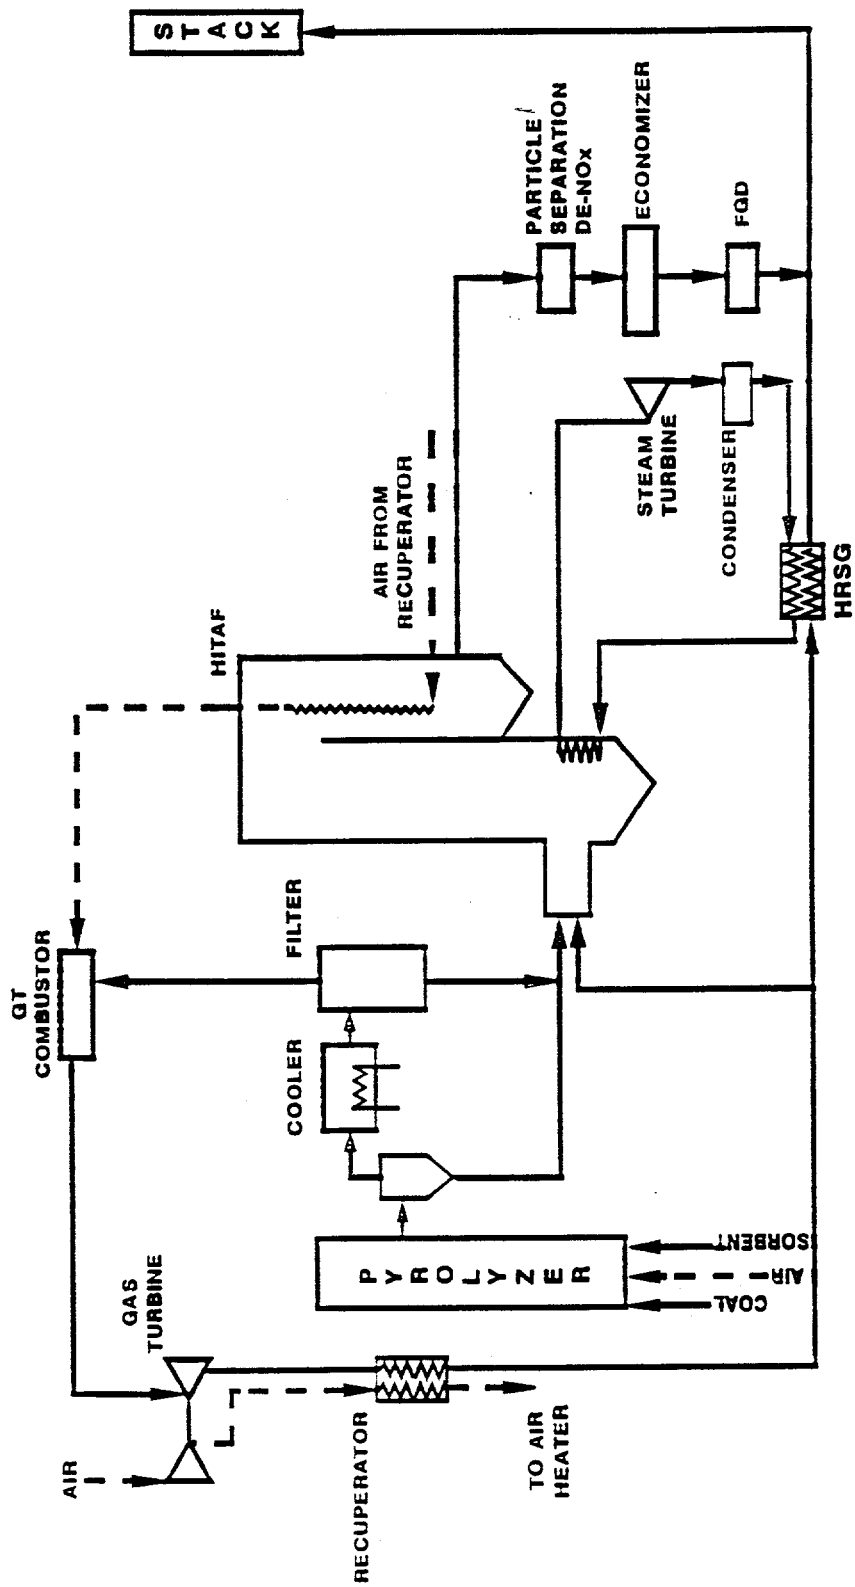 AIR
GAS
TURBINE
RECUPERATOR
TO AIR
HEATER
GT
COMBUSTOR
PYROLYZER
COAL
AIR
SORBENT
COOLER
FILTER
HITAF
AIR FROM
RECUPERATOR
STEAM
TURBINE
CONDENSER
HRSG
PARTICLE
SEPARATION
DE-NOx
ECONOMIZER
FGD
STACK